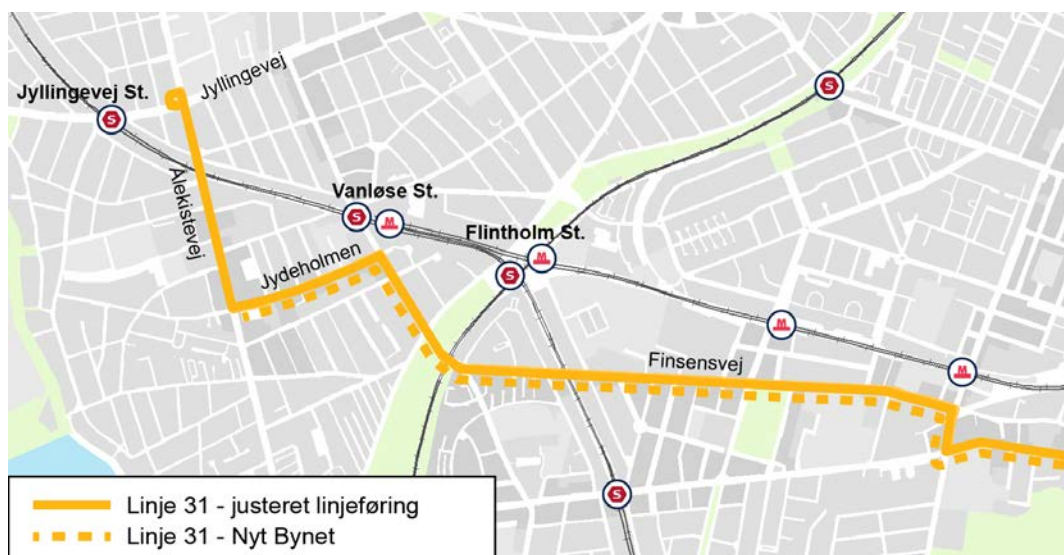 Jyllingevej
Jyllingevej St.
Ålekistevej
Vanløse St.
Flintholm St.
Jydeholmen
Finsensvej
S
S
M
S
M
S
M
M
S
Linje 31 - justeret linjeføring
Linje 31 - Nyt Bynet